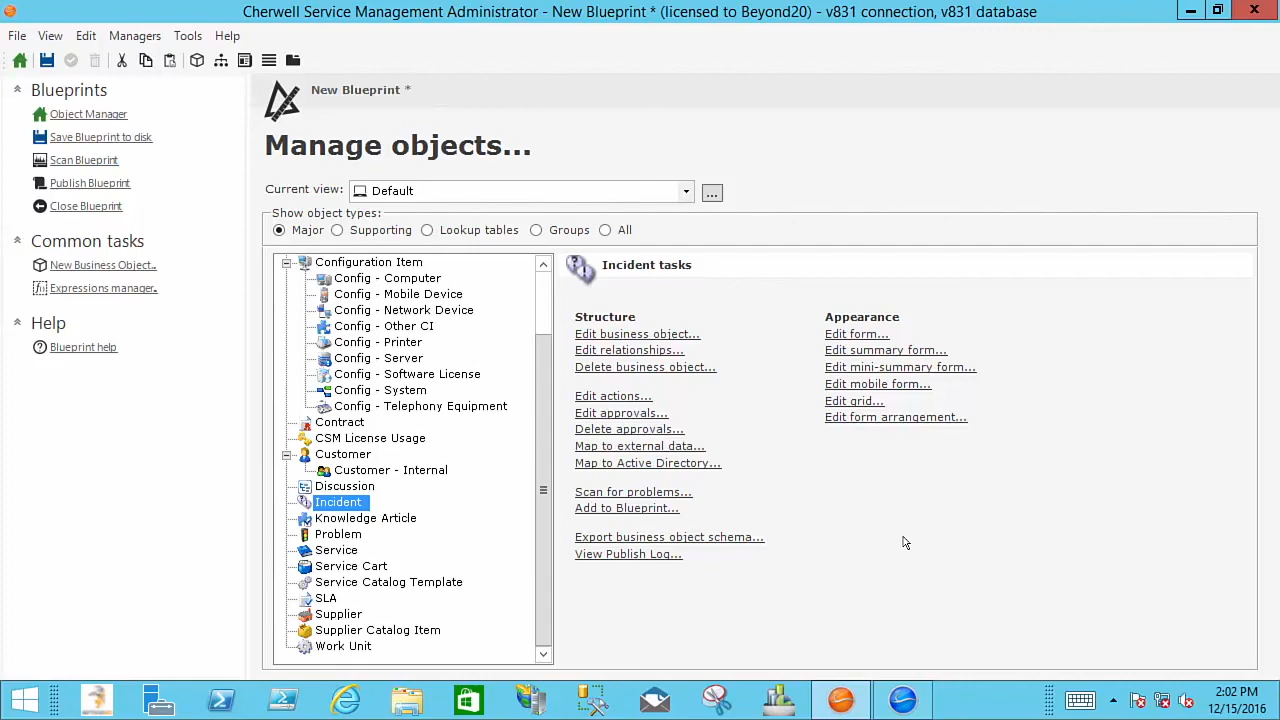 Cherwell Service Management Administrator - New Blueprint * (licensed to Beyond20) - v831 connection, v831 database
File View Edit Managers Tools Help
Blueprints
Object Manager
Save Blueprint to disk
Scan Blueprint
Publish Blueprint
Close Blueprint
Common tasks
New Business Object...
Expressions manager...
Help
Blueprint help
New Blueprint *
Manage objects...
Current view: Default ...
Show object types:
Major Supporting Lookup tables Groups All
Configuration Item
Config - Computer
Config - Mobile Device
Config - Network Device
Config - Other CI
Config - Printer
Config - Server
Config - Software License
Config - System
Config - Telephony Equipment
Contract
CSM License Usage
Customer
Customer - Internal
Discussion
Incident
Knowledge Article
Problem
Service
Service Cart
Service Catalog Template
SLA
Supplier
Supplier Catalog Item
Work Unit
Incident tasks
Structure
Edit business object...
Edit relationships...
Delete business object...
Edit actions...
Edit approvals...
Delete approvals...
Map to external data...
Map to Active Directory...
Scan for problems...
Add to Blueprint...
Export business object schema...
View Publish Log...
Appearance
Edit form...
Edit summary form...
Edit mini-summary form...
Edit mobile form...
Edit grid...
Edit form arrangement...
2:02 PM
12/15/2016